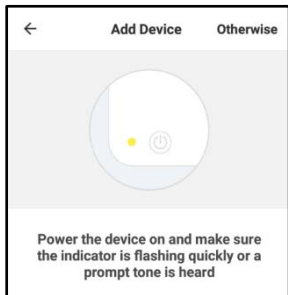 Add Device Otherwise
Power the device on and make sure
the indicator is flashing quickly or a
prompt tone is heard